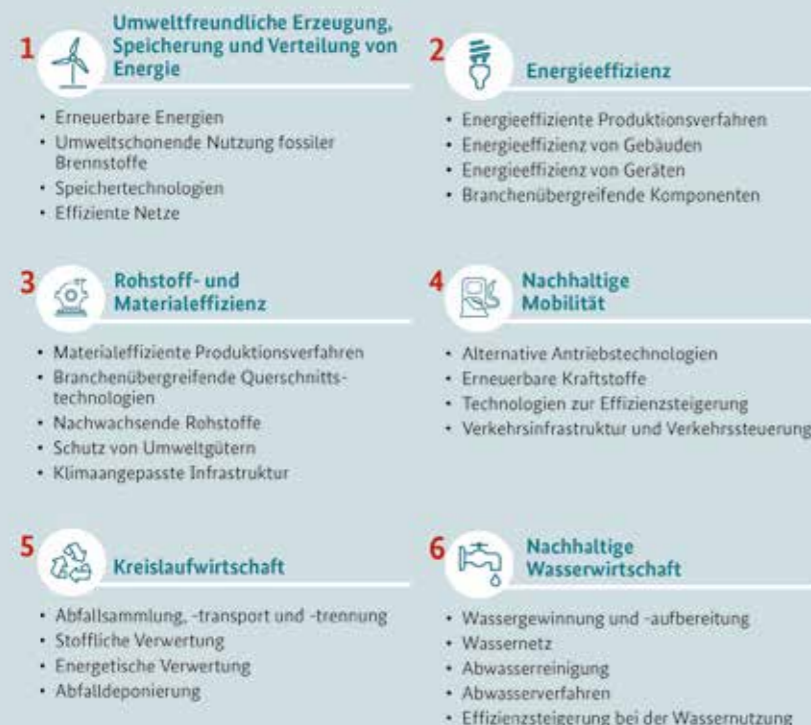 1
Umweltfreundliche Erzeugung,
Speicherung und Verteilung von
Energie
• Erneuerbare Energien
• Umweltschonende Nutzung fossiler
Brennstoffe
• Speichertechnologien
• Effiziente Netze
2
Energieeffizienz
• Energieeffiziente Produktionsverfahren
• Energieeffizienz von Gebäuden
• Energieeffizienz von Geräten
• Branchenübergreifende Komponenten
3
Rohstoff- und
Materialeffizienz
• Materialeffiziente Produktionsverfahren
• Branchenübergreifende Querschnitts-
technologien
• Nachwachsende Rohstoffe
• Schutz von Umweltgütern
• Klimaangepasste Infrastruktur
4
Nachhaltige
Mobilität
• Alternative Antriebstechnologien
• Erneuerbare Kraftstoffe
• Technologien zur Effizienzsteigerung
• Verkehrsinfrastruktur und Verkehrssteuerung
5
Kreislaufwirtschaft
• Abfallsammlung, -transport und -trennung
• Stoffliche Verwertung
• Energetische Verwertung
• Abfalldeponierung
6
Nachhaltige
Wasserwirtschaft
• Wassergewinnung und -aufbereitung
• Wassernetz
• Abwasserreinigung
• Abwasserverfahren
• Effizienzsteigerung bei der Wassernutzung